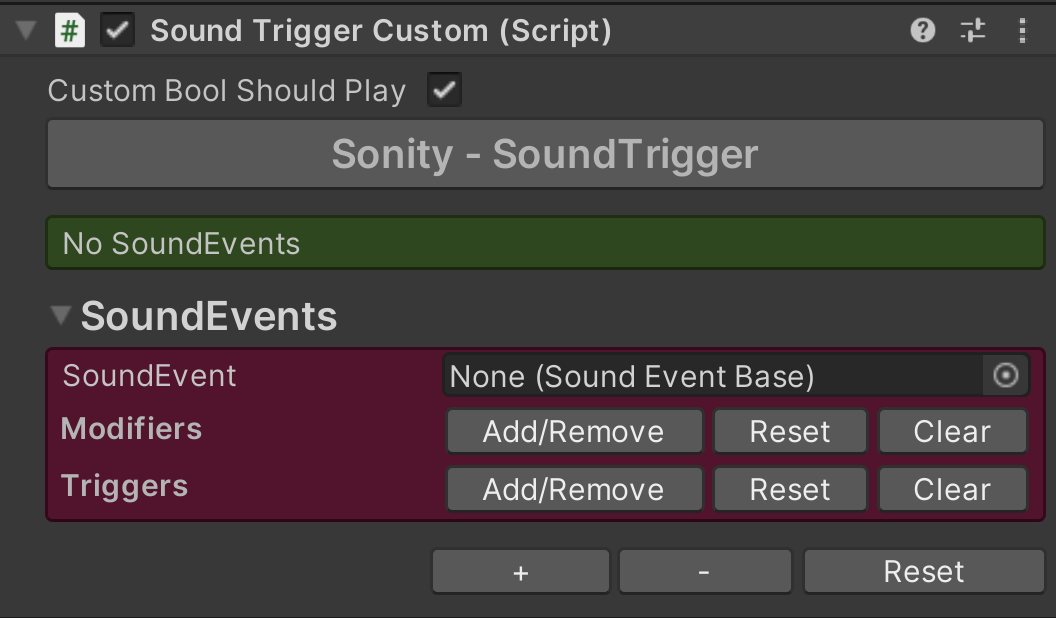 # Sound Trigger Custom (Script) ?
Custom Bool Should Play
Sonity - SoundTrigger
No SoundEvents
SoundEvents
SoundEvent None (Sound Event Base)
Modifiers Add/Remove Reset Clear
Triggers Add/Remove Reset Clear
+ - Reset